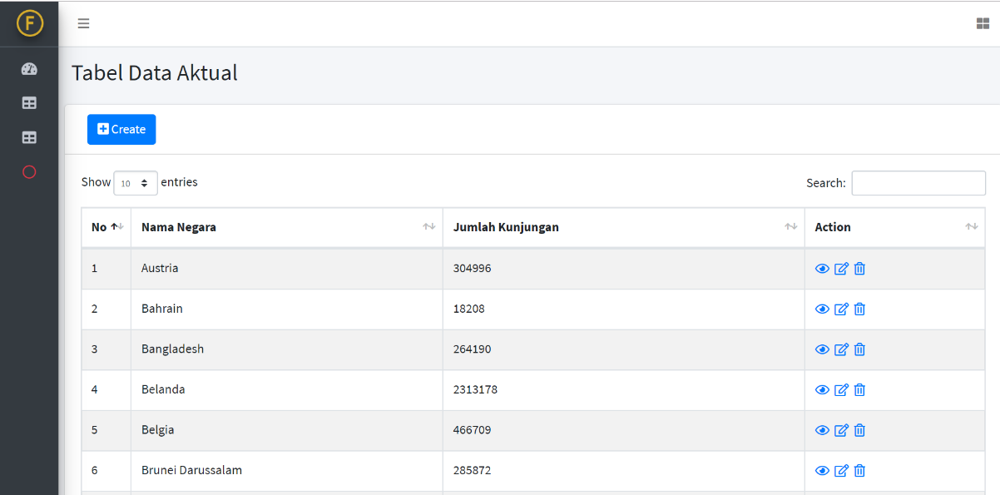 F
Tabel Data Aktual
Create
Show 10 entries
Search:
No Nama Negara Jumlah Kunjungan Action
1 Austria 304996
2 Bahrain 18208
3 Bangladesh 264190
4 Belanda 2313178
5 Belgia 466709
6 Brunei Darussalam 285872